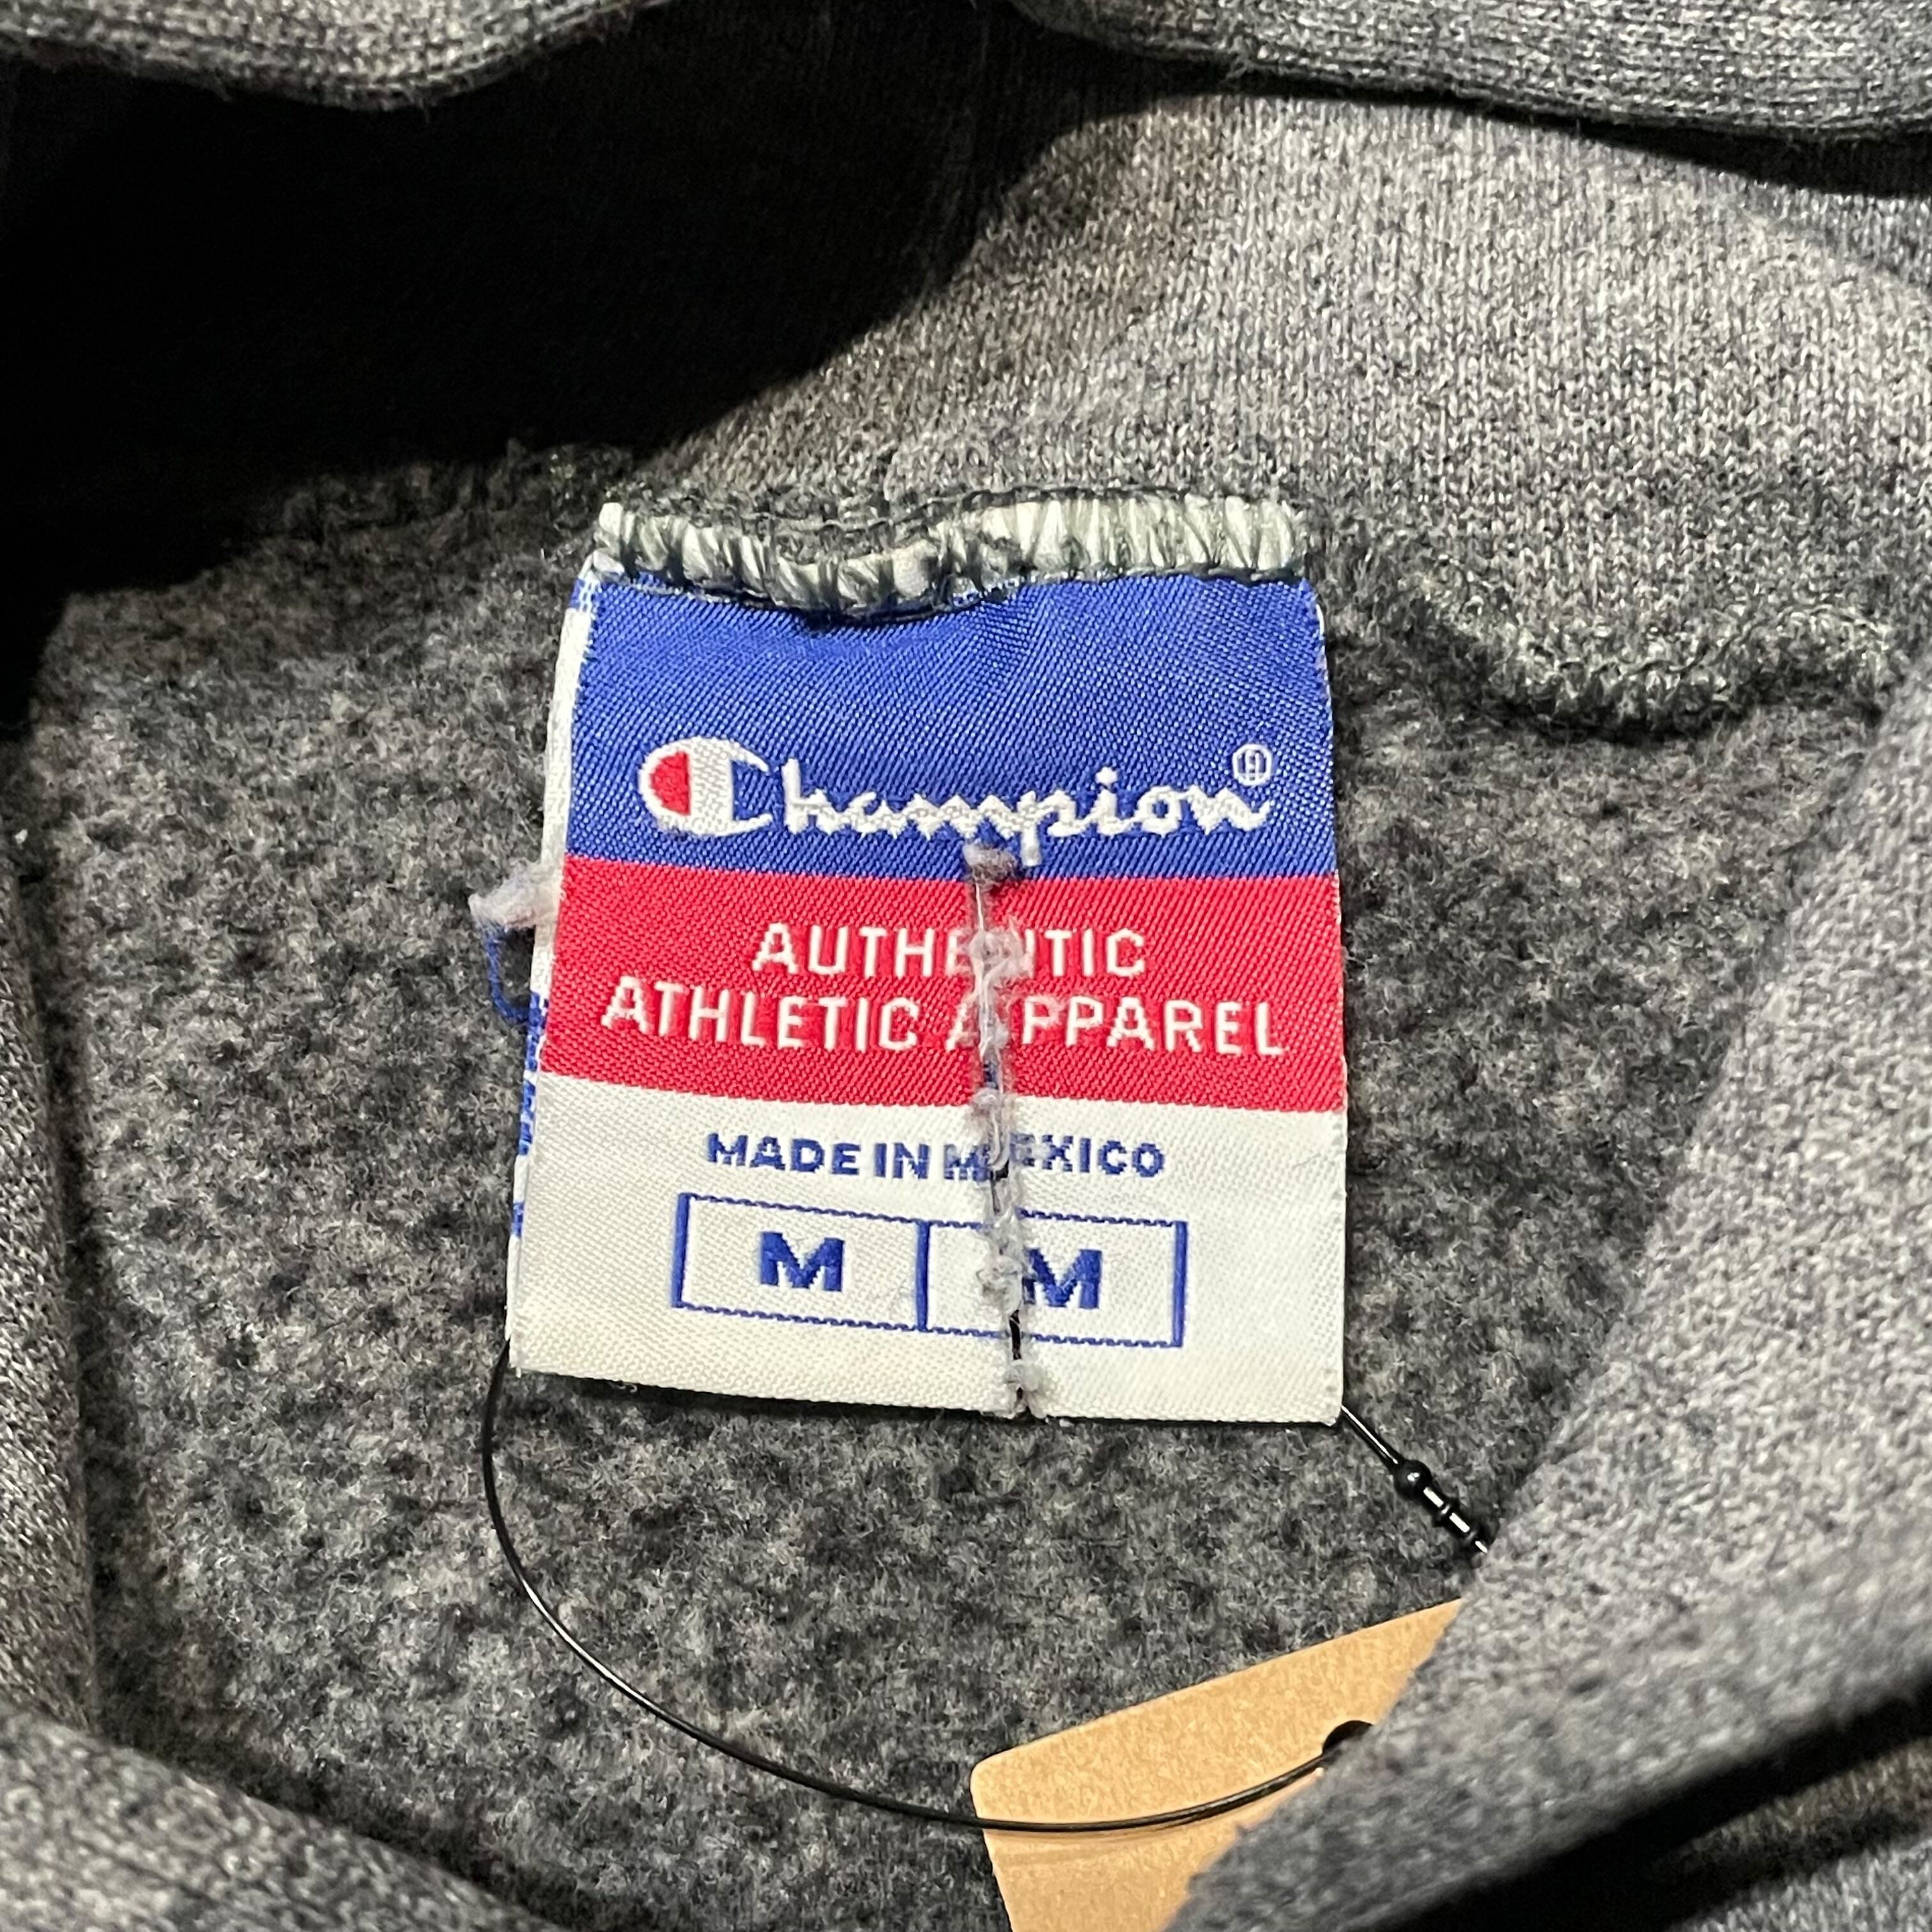 Champion®
AUTHENTIC
ATHLETIC APPAREL
MADE IN MEXICO
M M